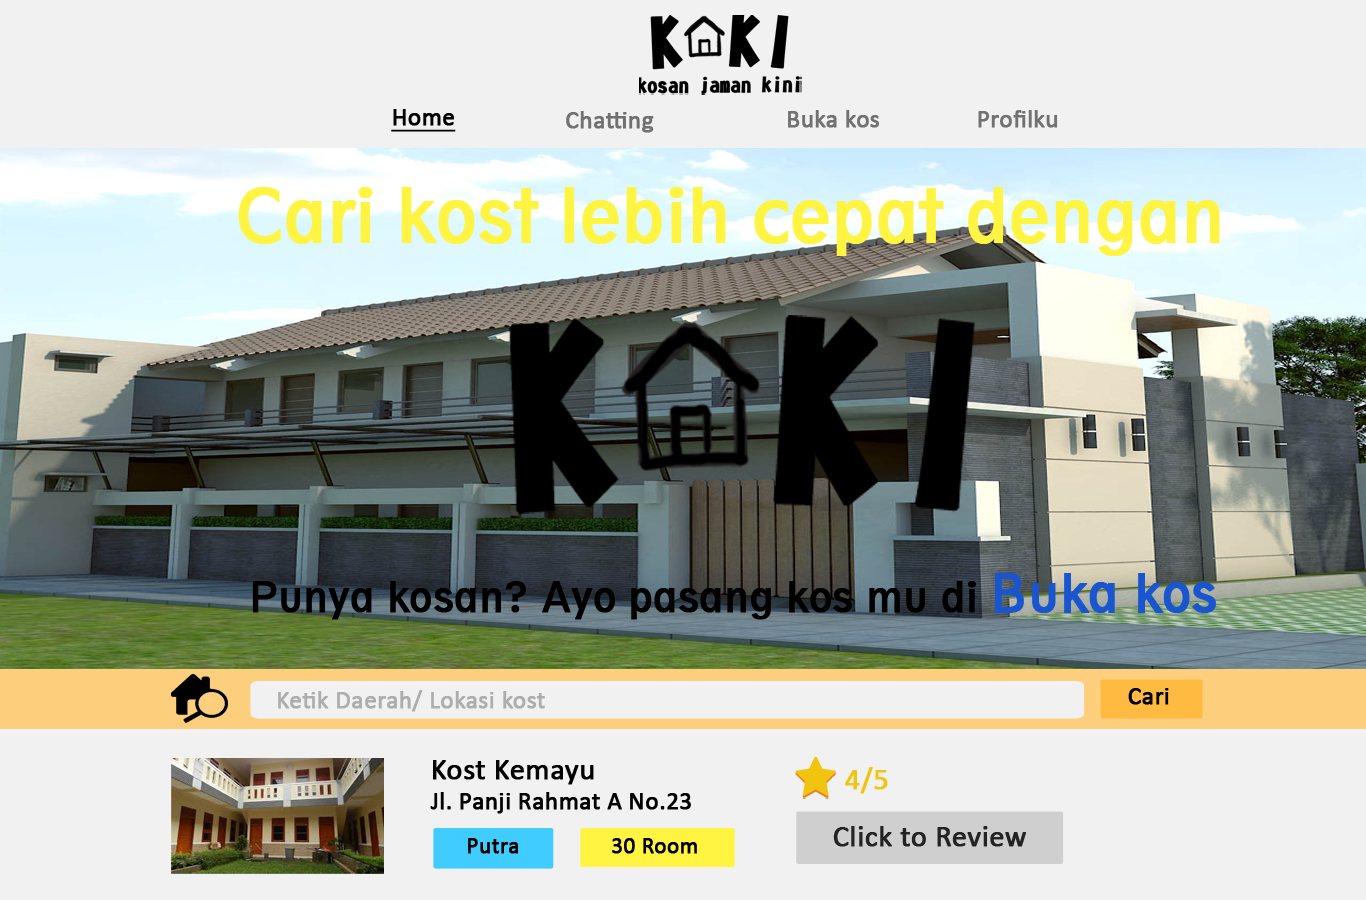 KOKI
kosan jaman kini
Home Chatting Buka kos Profilku
Cari kost lebih cepat dengan
KOKI
Punya kosan? Ayo pasang kos mu di Buka kos
Ketik Daerah/ Lokasi kost Cari
Kost Kemayu
Jl. Panji Rahmat A No.23
4/5
Putra 30 Room
Click to Review